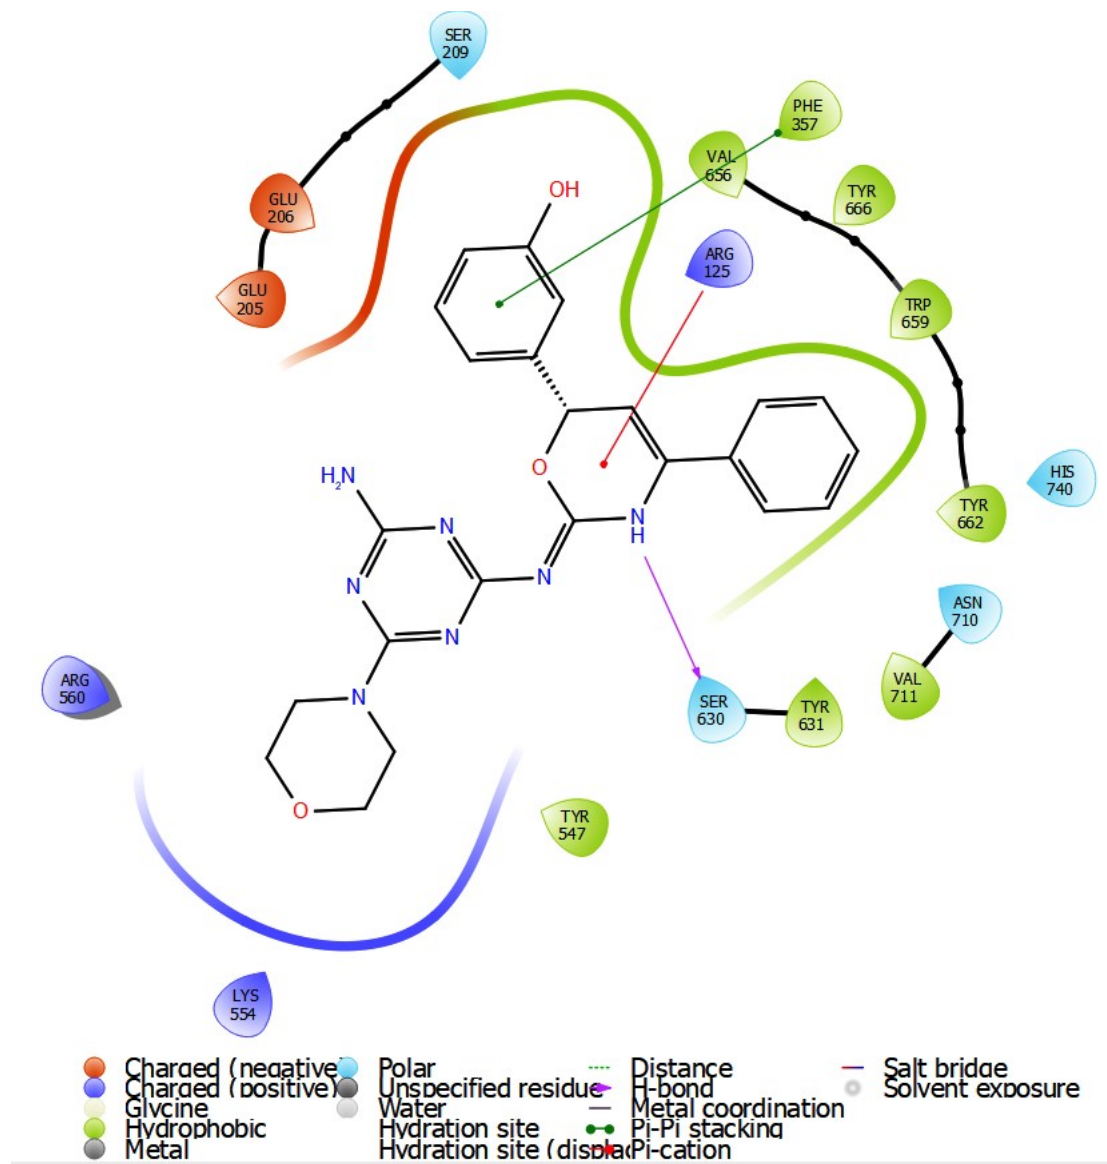 SER
209
PHE
357
VAL
656
TYR
666
GLU
206
OH
ARG
125
GLU
205
TRP
659
O
H₂N
N
N
H
HIS
740
TYR
662
N
N
N
ASN
710
ARG
560
N
SER
630
TYR
631
VAL
711
O
TYR
547
LYS
554
Charged (negative)
Charged (positive)
Glycine
Hydrophobic
Metal
Polar
Unspecified residue
Water
Hydration site
Hydration site (displac
Distance
H-bond
Metal coordination
Pi-Pi stacking
Pi-cation
Salt bridge
Solvent exposure